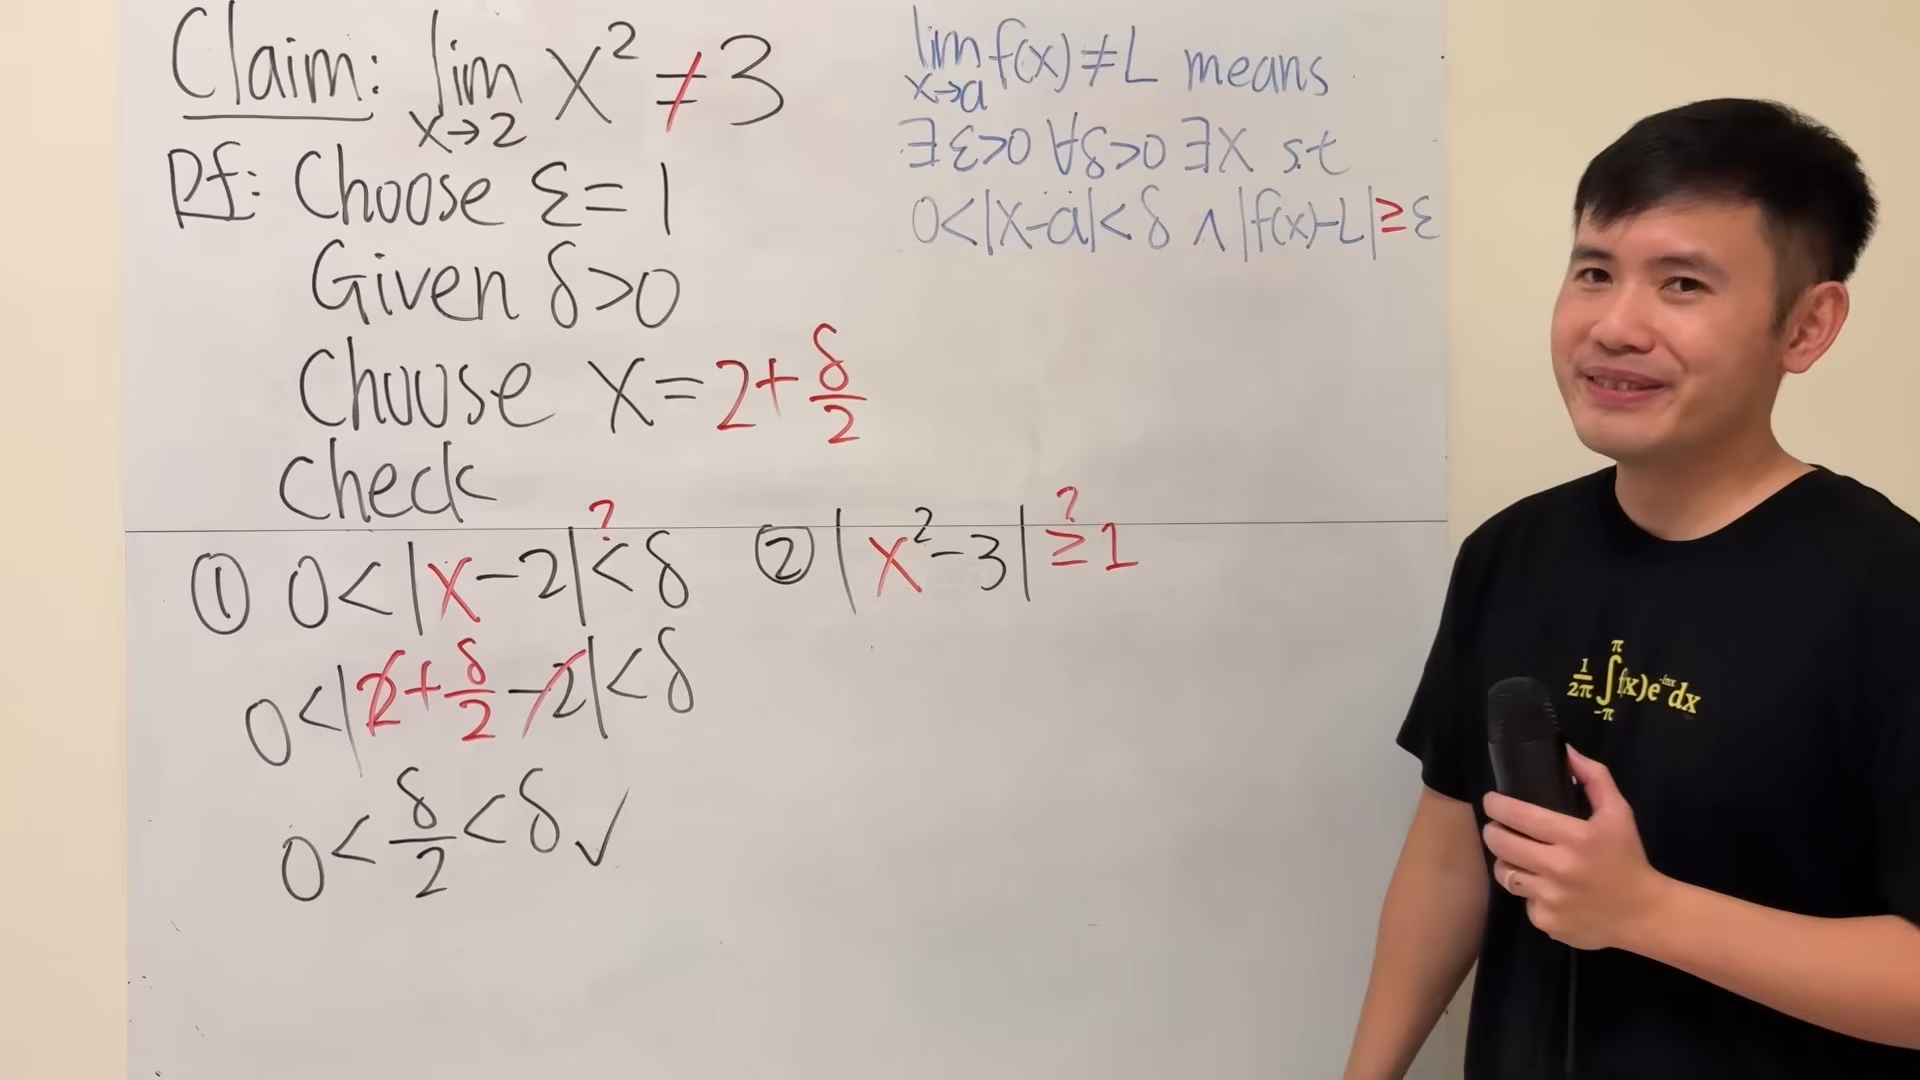 Claim: lim x→2 x² ≠ 3
Pf: Choose ε = 1
Given δ>0
Choose x = 2 + δ/2
Check
① 0<|x-2| <? δ
0<|2+δ/2-2|<δ
0<δ/2<δ ✓
② |x²-3| ≥? 1
lim x→a f(x)≠L means
∃ε>0 ∀δ>0 ∃x s.t
0<|x-a|<δ ∧ |f(x)-L|≥ε
1/2π ∫_-π^π f(x)e^-inx dx